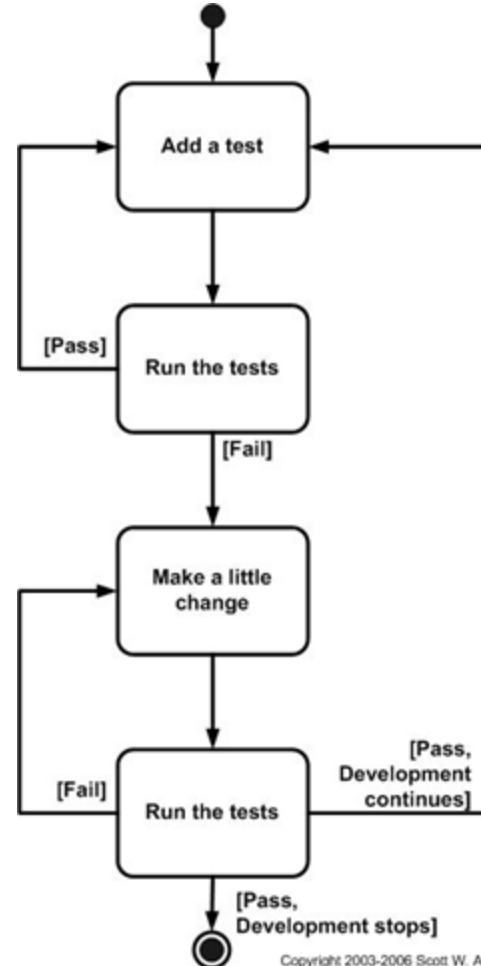 Add a test
[Pass]
Run the tests
[Fail]
Make a little
change
[Pass,
Development
continues]
[Fail]
Run the tests
[Pass,
Development stops]
Copyright 2003-2006 Scott W. A